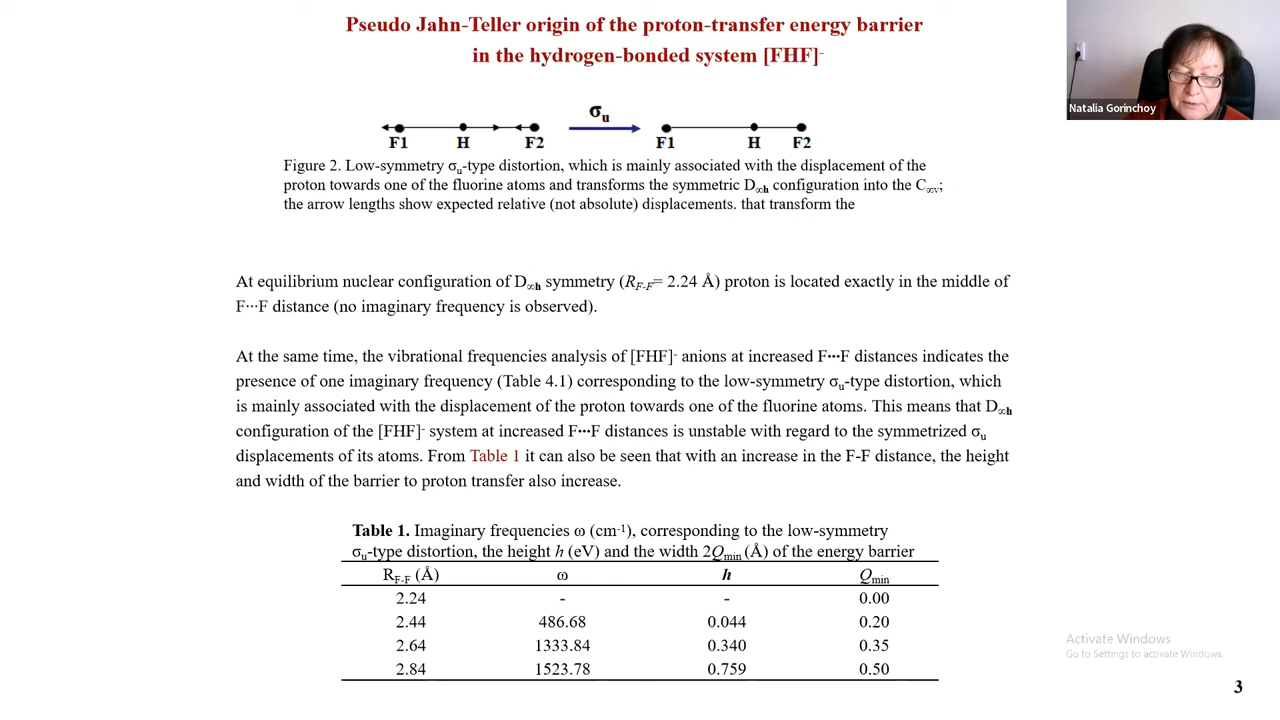 Pseudo Jahn-Teller origin of the proton-transfer energy barrier
in the hydrogen-bonded system [FHF]-
Natalia Gorinchoy
σu
F1 H F2 F1 H F2
Figure 2. Low-symmetry σu-type distortion, which is mainly associated with the displacement of the
proton towards one of the fluorine atoms and transforms the symmetric D∞h configuration into the C∞v;
the arrow lengths show expected relative (not absolute) displacements. that transform the
At equilibrium nuclear configuration of D∞h symmetry (RF-F= 2.24 Å) proton is located exactly in the middle of
F···F distance (no imaginary frequency is observed).
At the same time, the vibrational frequencies analysis of [FHF]- anions at increased F···F distances indicates the
presence of one imaginary frequency (Table 4.1) corresponding to the low-symmetry σu-type distortion, which
is mainly associated with the displacement of the proton towards one of the fluorine atoms. This means that D∞h
configuration of the [FHF]- system at increased F···F distances is unstable with regard to the symmetrized σu
displacements of its atoms. From Table 1 it can also be seen that with an increase in the F-F distance, the height
and width of the barrier to proton transfer also increase.
Table 1. Imaginary frequencies ω (cm-1), corresponding to the low-symmetry
σu-type distortion, the height h (eV) and the width 2Qmin (Å) of the energy barrier
RF-F (Å) ω h Qmin
2.24 - - 0.00
2.44 486.68 0.044 0.20
2.64 1333.84 0.340 0.35
2.84 1523.78 0.759 0.50
Activate Windows
Go to Settings to activate Windows.
3